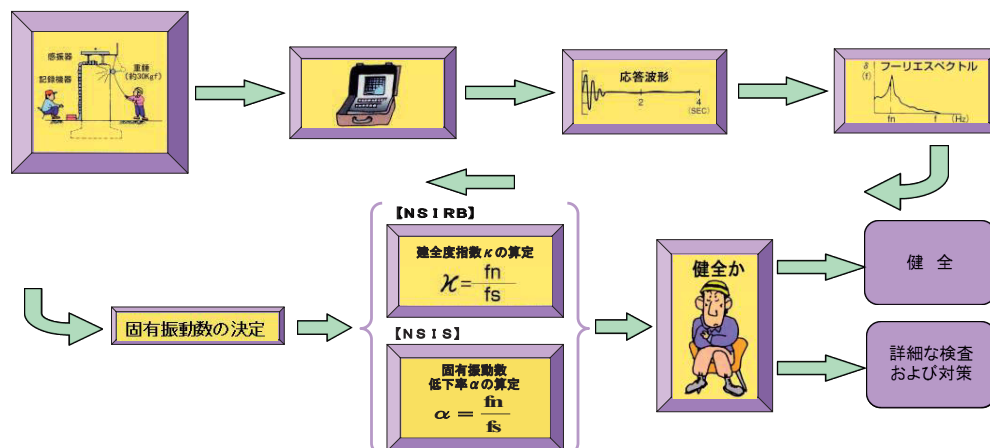 感振器
重錘
(約30Kgf)
記録機器
応答波形
2
4
(SEC)
フーリエスペクトル
(f)
fn
f
(Hz)
【NSIRB】
建全度指数κの算定
κ=fn/fs
【NSIS】
固有振動数
低下率αの算定
α=fn/fs
固有振動数の決定
健全か
健 全
詳細な検査
および対策